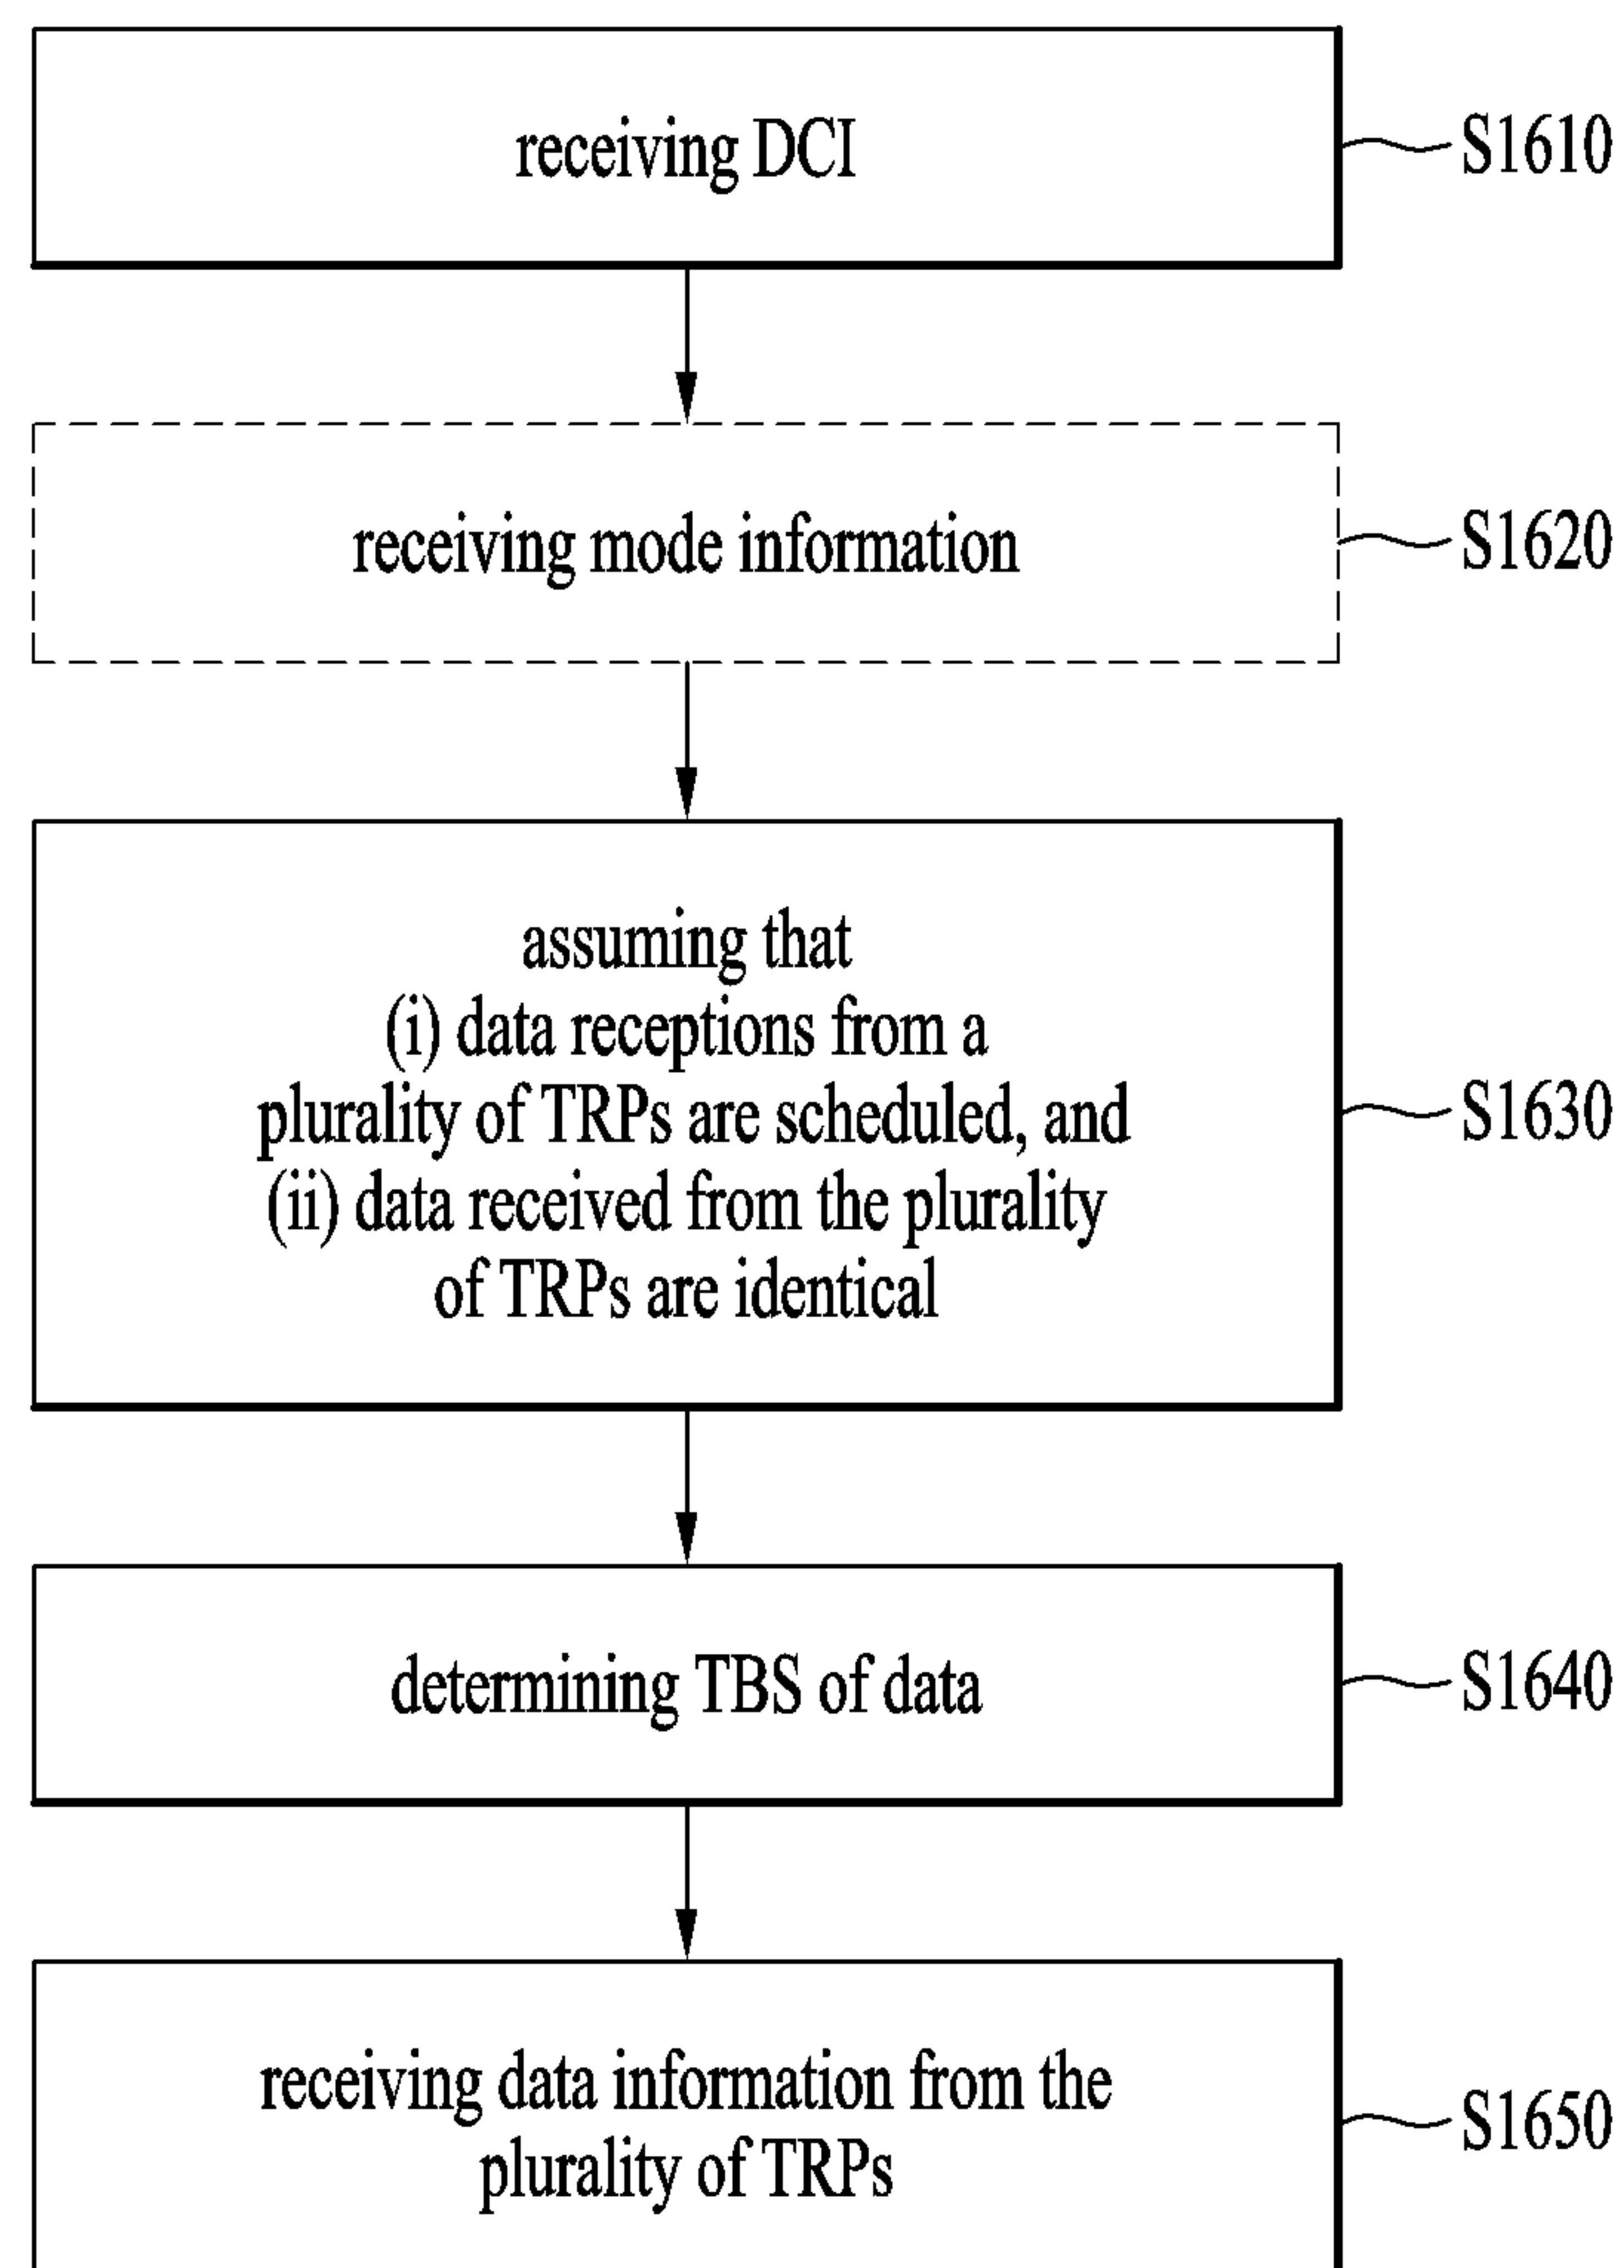 receiving DCI
S1610
receiving mode information
S1620
assuming that
(i) data receptions from a
plurality of TRPs are scheduled, and
(ii) data received from the plurality
of TRPs are identical
S1630
determining TBS of data
S1640
receiving data information from the
plurality of TRPs
S1650